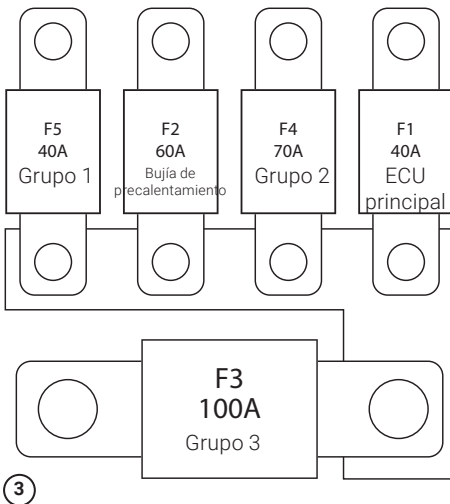 F5
40A
Grupo 1
F2
60A
Bujía de
precalentamiento
F4
70A
Grupo 2
F1
40A
ECU
principal
F3
100A
Grupo 3
3